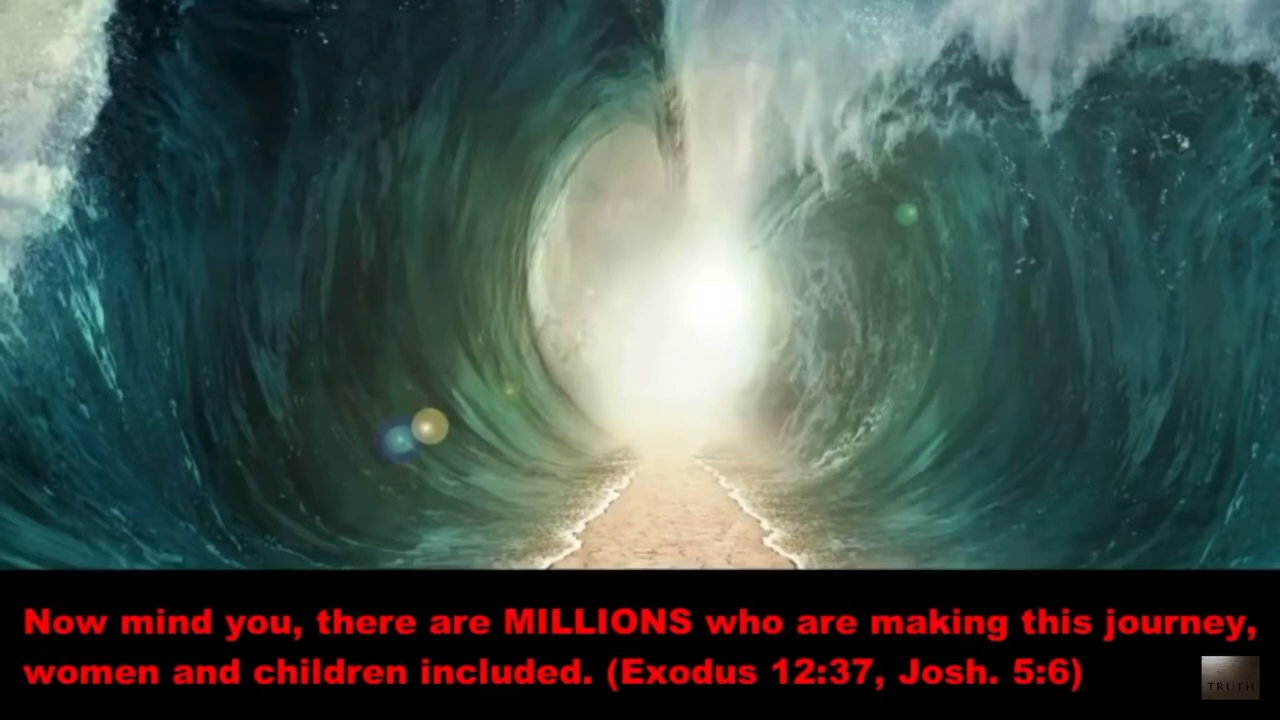 Now mind you, there are MILLIONS who are making this journey,
women and children included. (Exodus 12:37, Josh. 5:6)
TRUTH